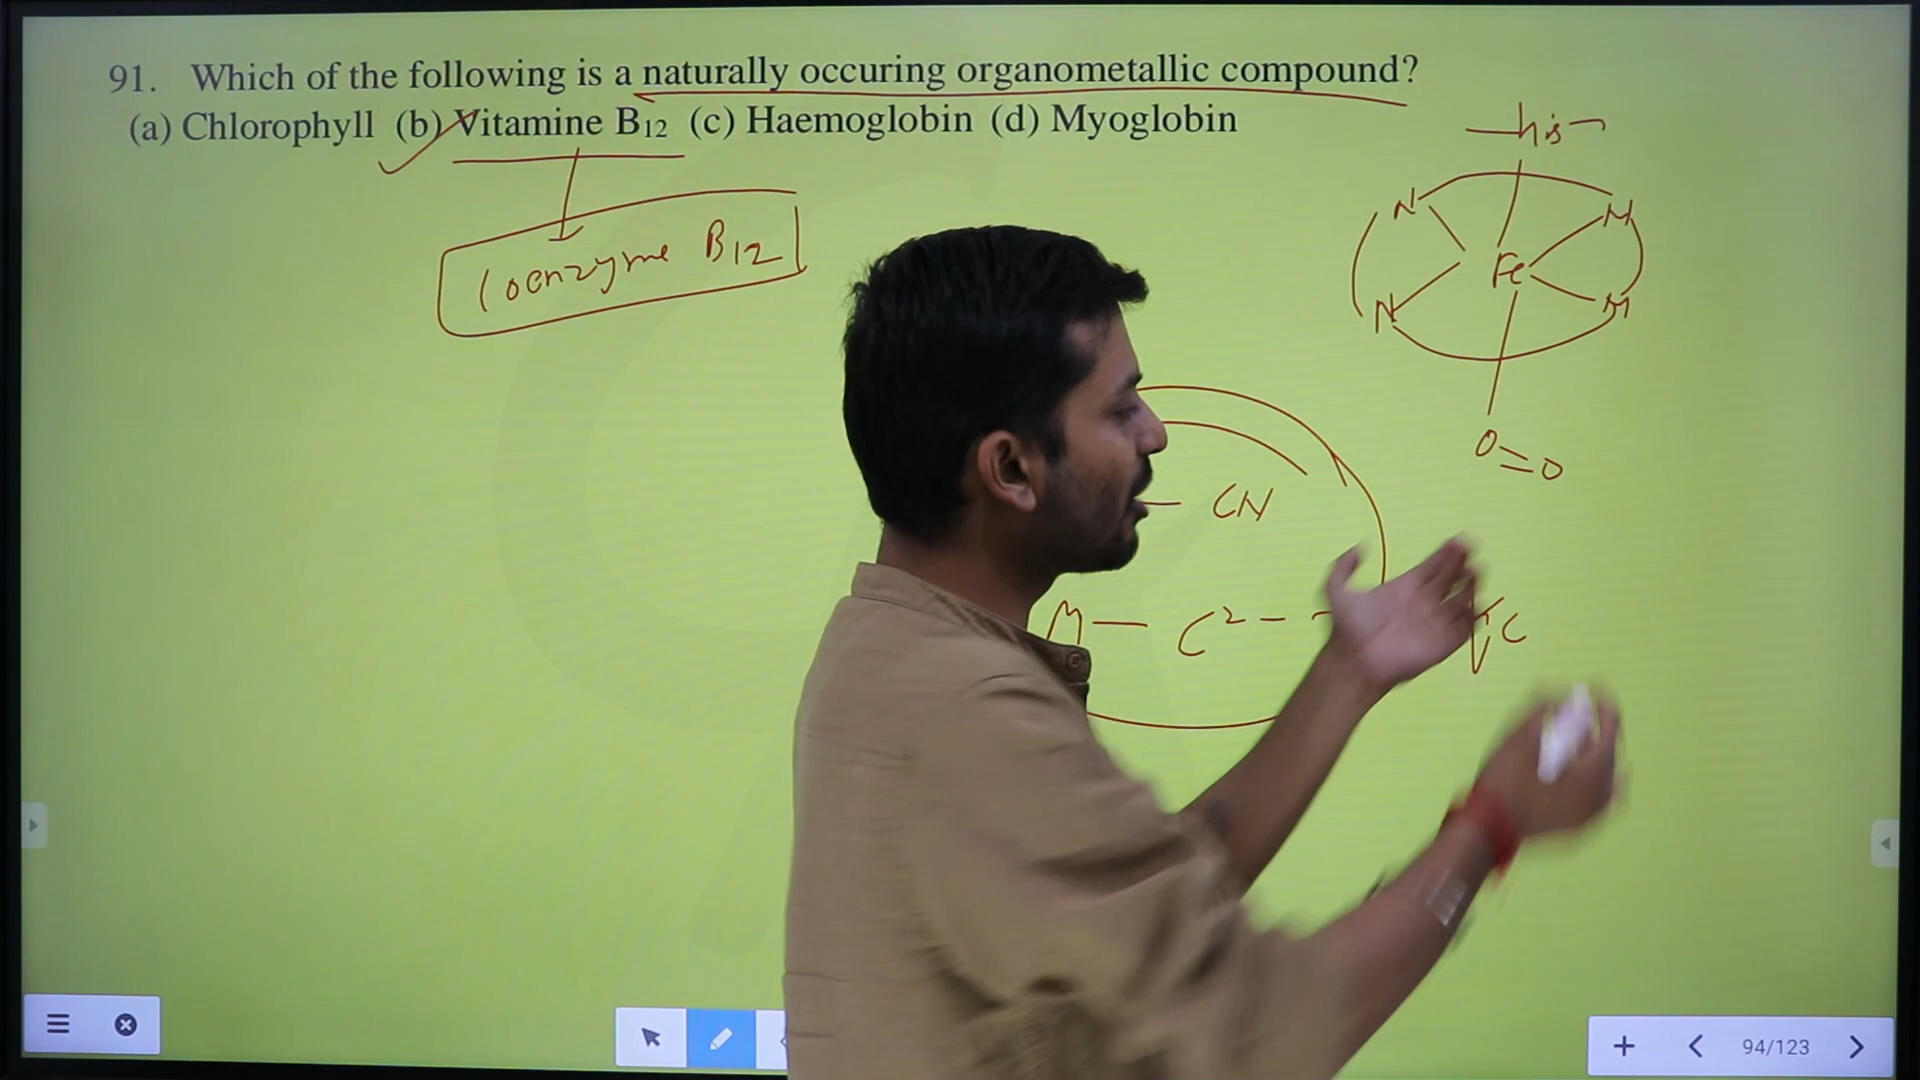 91. Which of the following is a naturally occuring organometallic compound?
(a) Chlorophyll (b) Vitamine B12 (c) Haemoglobin (d) Myoglobin
his
N
N
Coenzyme B12
Fe
N
O=O
CN
M - C
C
94/123